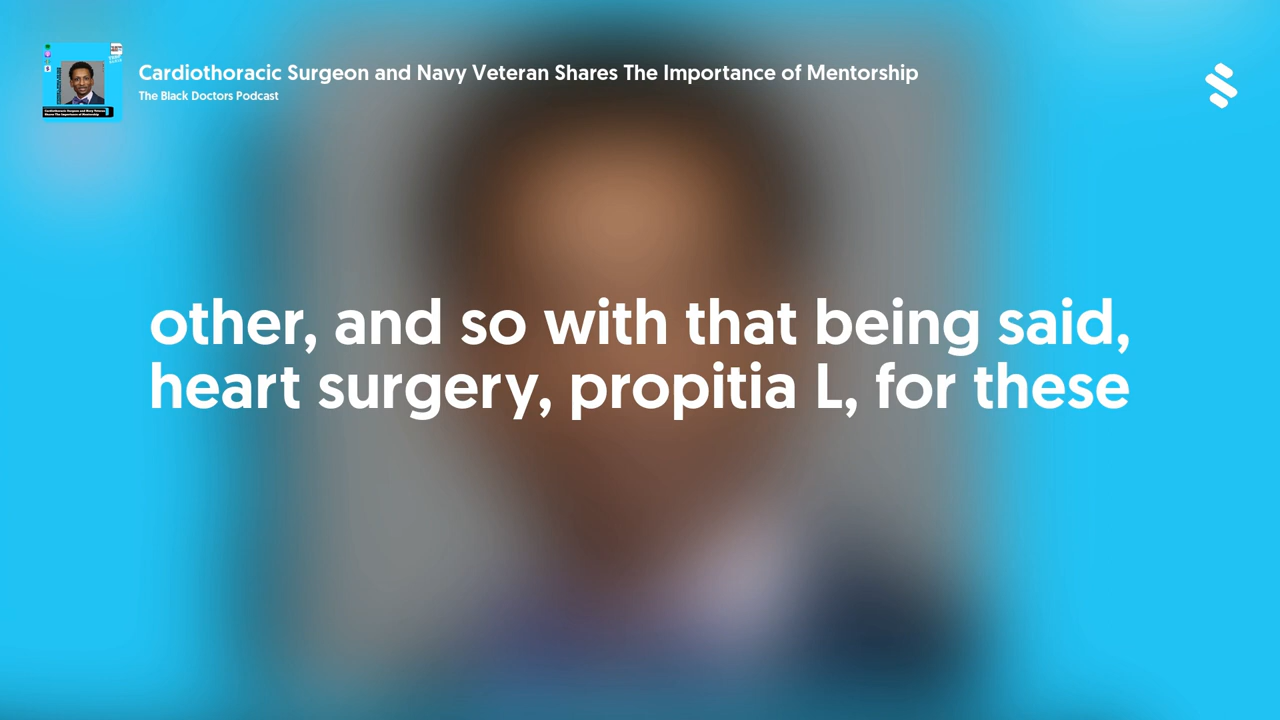 Cardiothoracic Surgeon and Navy Veteran Shares The Importance of Mentorship
The Black Doctors Podcast
other, and so with that being said,
heart surgery, propitia L, for these